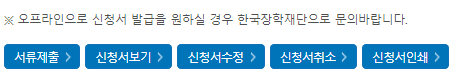 ※ 오프라인으로 신청서 발급을 원하실 경우 한국장학재단으로 문의바랍니다.
서류제출 > 신청서보기 > 신청서수정 > 신청서취소 > 신청서인쇄 >